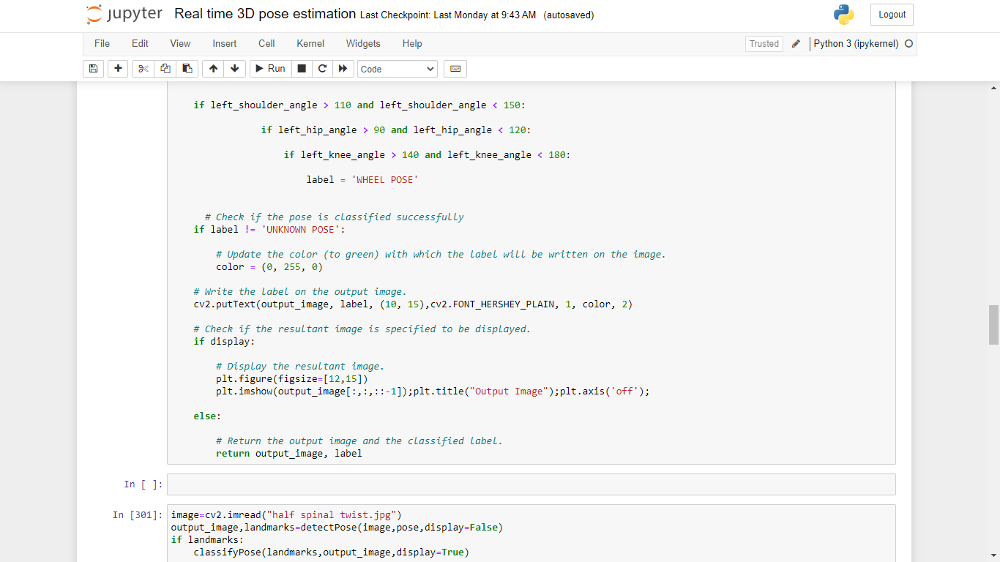 jupyter Real time 3D pose estimation Last Checkpoint: Last Monday at 9:43 AM (autosaved) Logout
File Edit View Insert Cell Kernel Widgets Help Trusted Python 3 (ipykernel)
Run Code
if left_shoulder_angle > 110 and left_shoulder_angle < 150:
if left_hip_angle > 90 and left_hip_angle < 120:
if left_knee_angle > 140 and left_knee_angle < 180:
label = 'WHEEL POSE'
# Check if the pose is classified successfully
if label != 'UNKNOWN POSE':
# Update the color (to green) with which the label will be written on the image.
color = (0, 255, 0)
# Write the label on the output image.
cv2.putText(output_image, label, (10, 15),cv2.FONT_HERSHEY_PLAIN, 1, color, 2)
# Check if the resultant image is specified to be displayed.
if display:
# Display the resultant image.
plt.figure(figsize=[12,15])
plt.imshow(output_image[:,:,::-1]);plt.title("Output Image");plt.axis('off');
else:
# Return the output image and the classified label.
return output_image, label
In [ ]:
In [301]: image=cv2.imread("half spinal twist.jpg")
output_image,landmarks=detectPose(image,pose,display=False)
if landmarks:
classifyPose(landmarks,output_image,display=True)